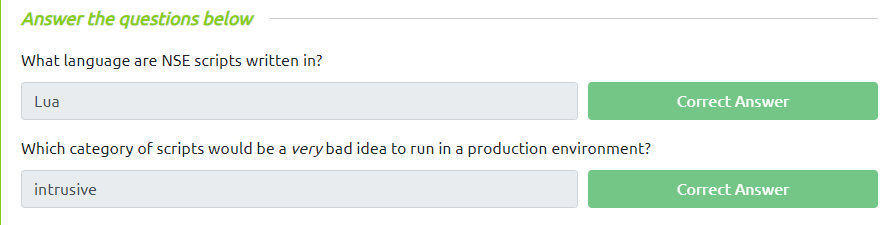 Answer the questions below
What language are NSE scripts written in?
Lua Correct Answer
Which category of scripts would be a very bad idea to run in a production environment?
intrusive Correct Answer